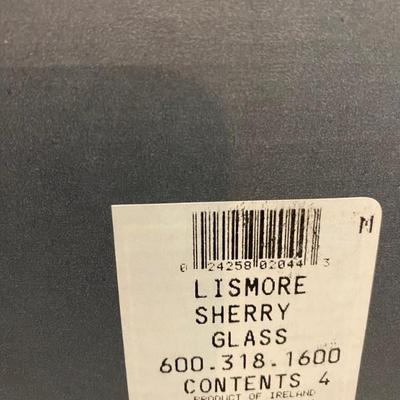 M
0 24258 02044 3
LISMORE
SHERRY
GLASS
600.318.1600
CONTENTS 4
PRODUCT OF IRELAND